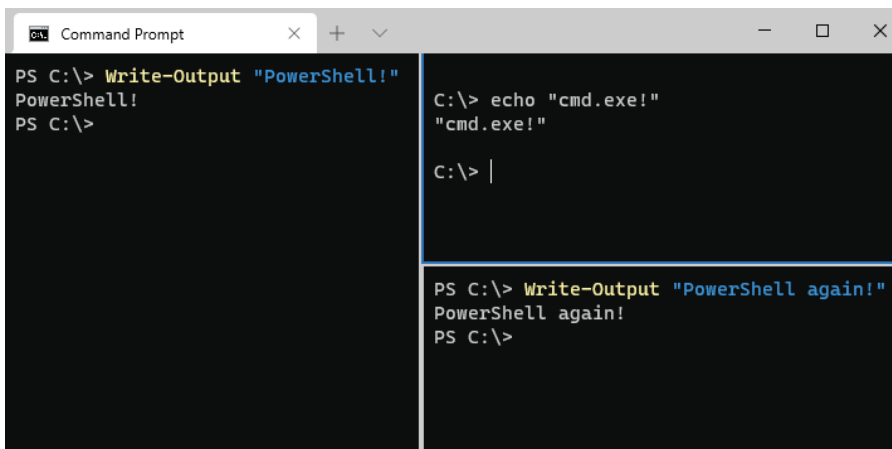 Command Prompt
PS C:\> Write-Output "PowerShell!"
PowerShell!
PS C:\>
C:\> echo "cmd.exe!"
"cmd.exe!"
C:\>
PS C:\> Write-Output "PowerShell again!"
PowerShell again!
PS C:\>